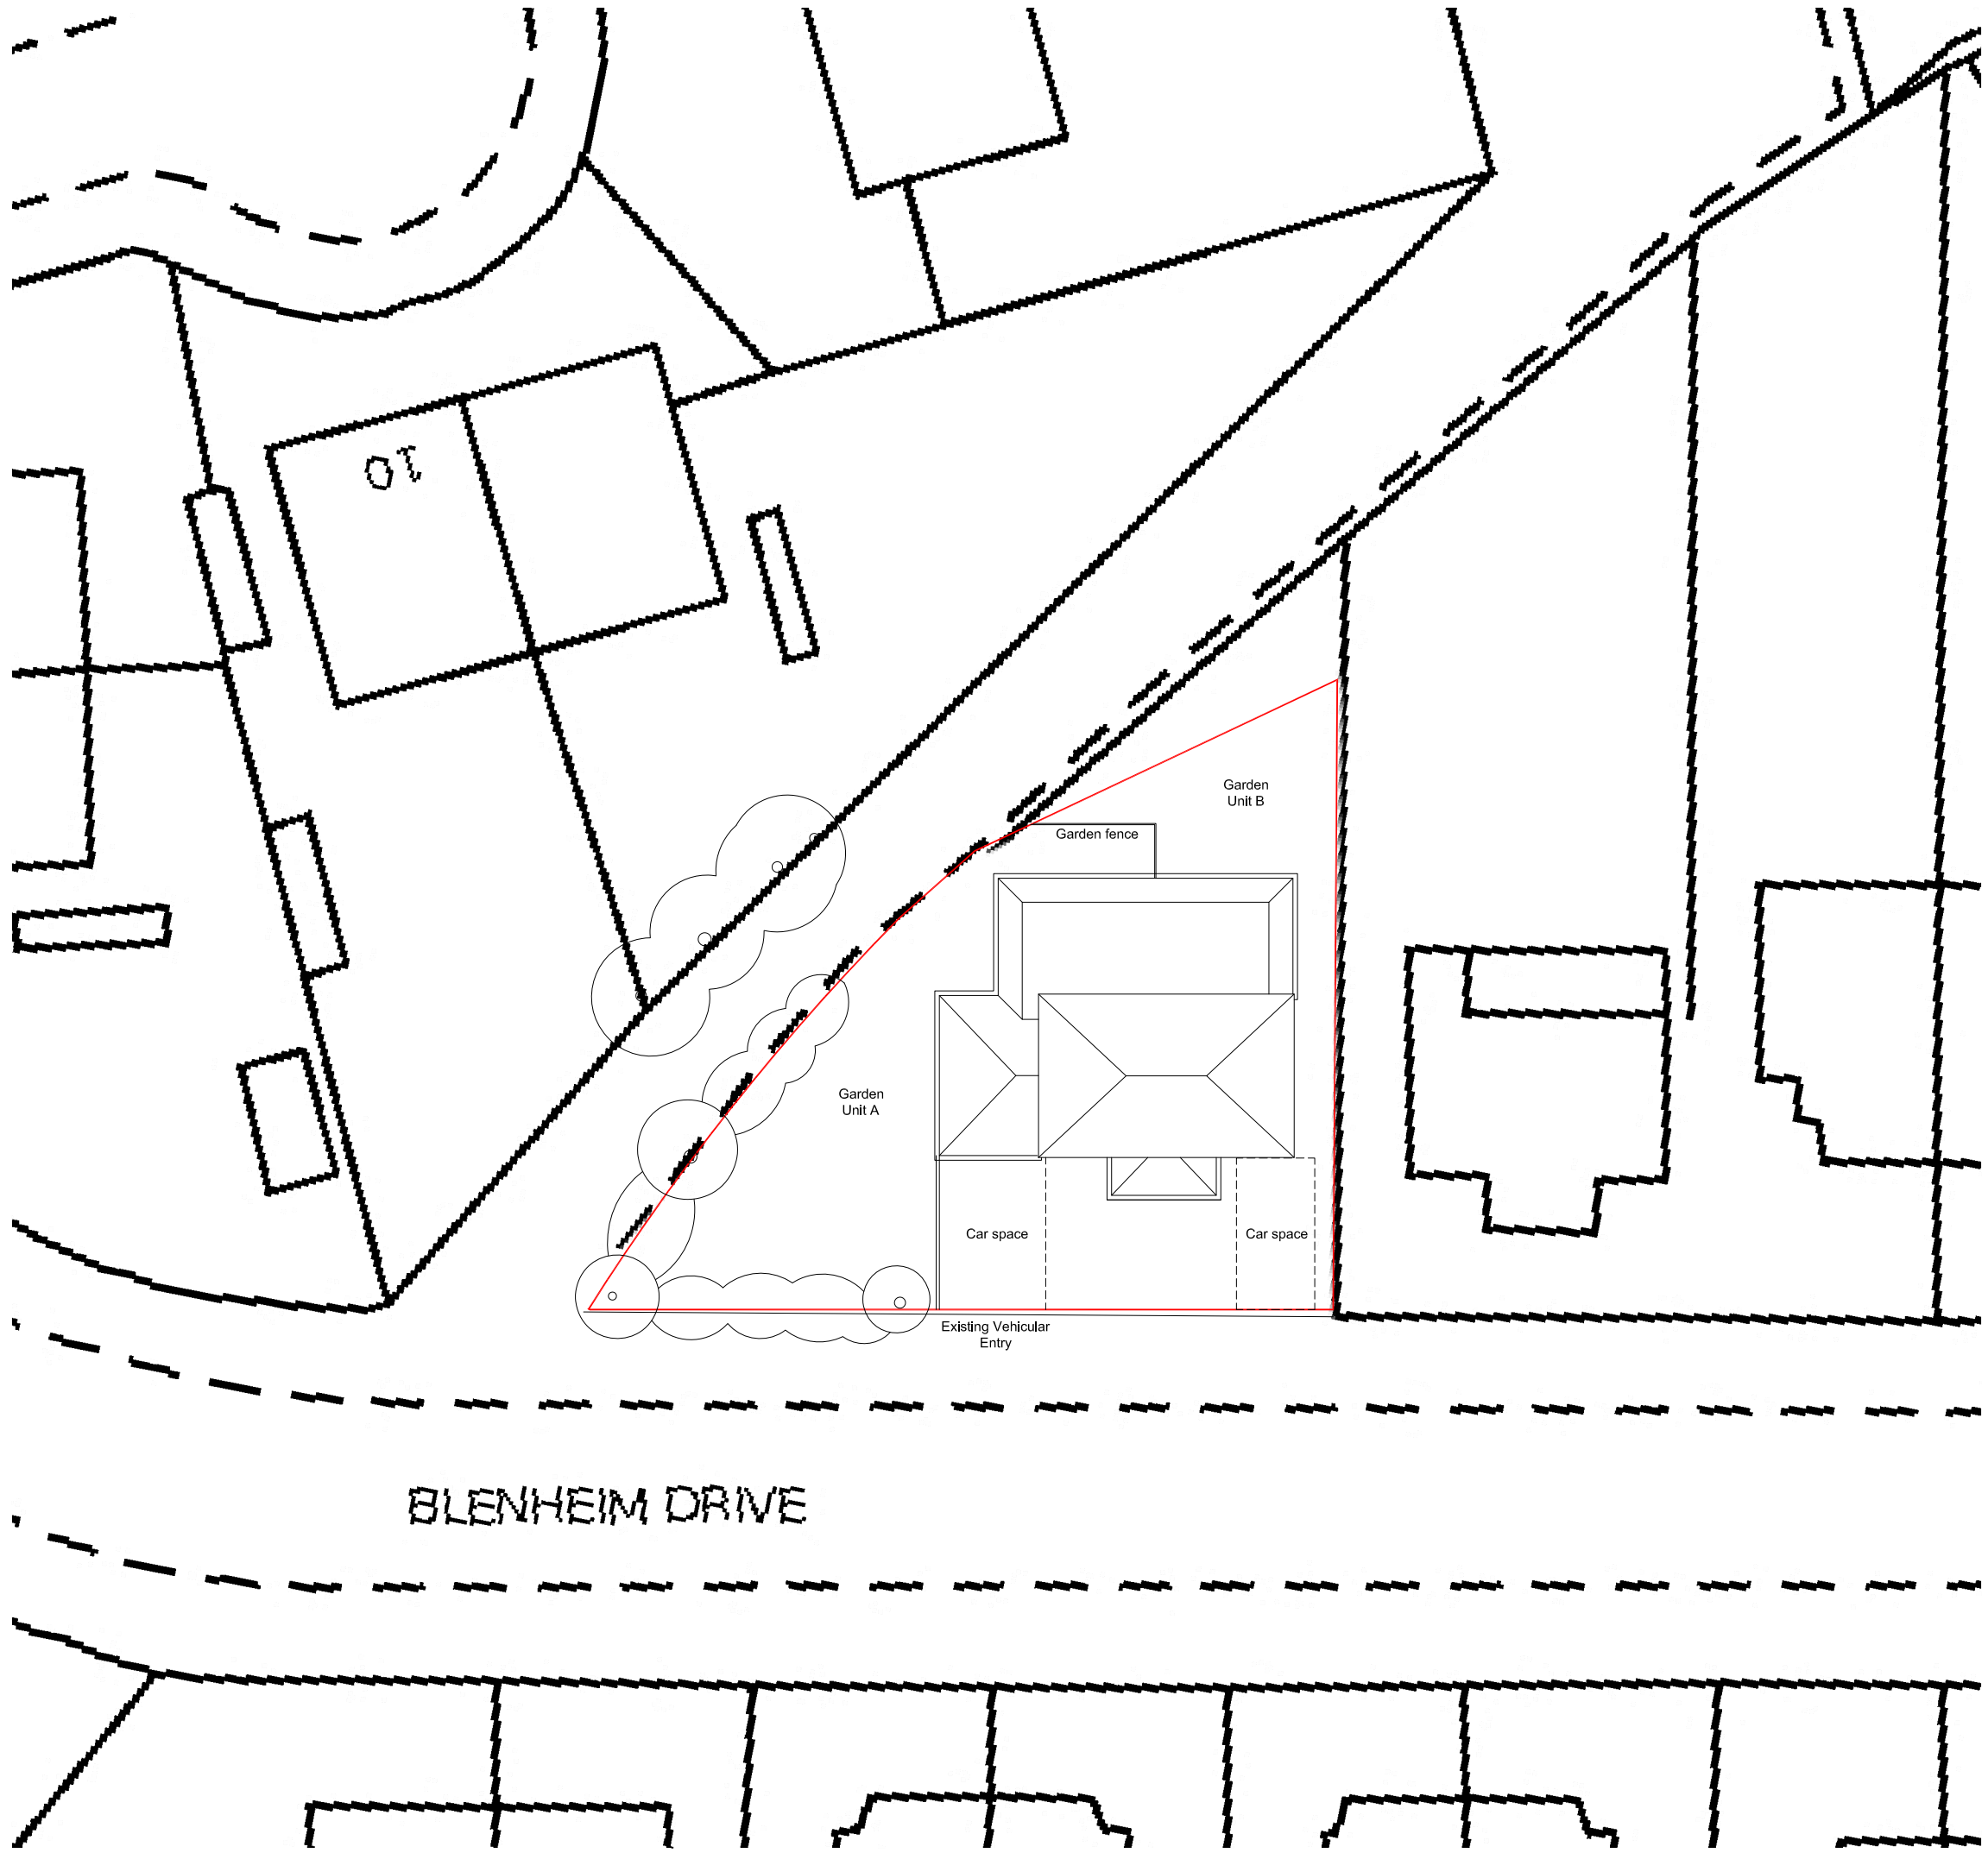 10
Garden
Unit B
Garden fence
Garden
Unit A
Car space
Car space
Existing Vehicular
Entry
BLENHEIM DRIVE